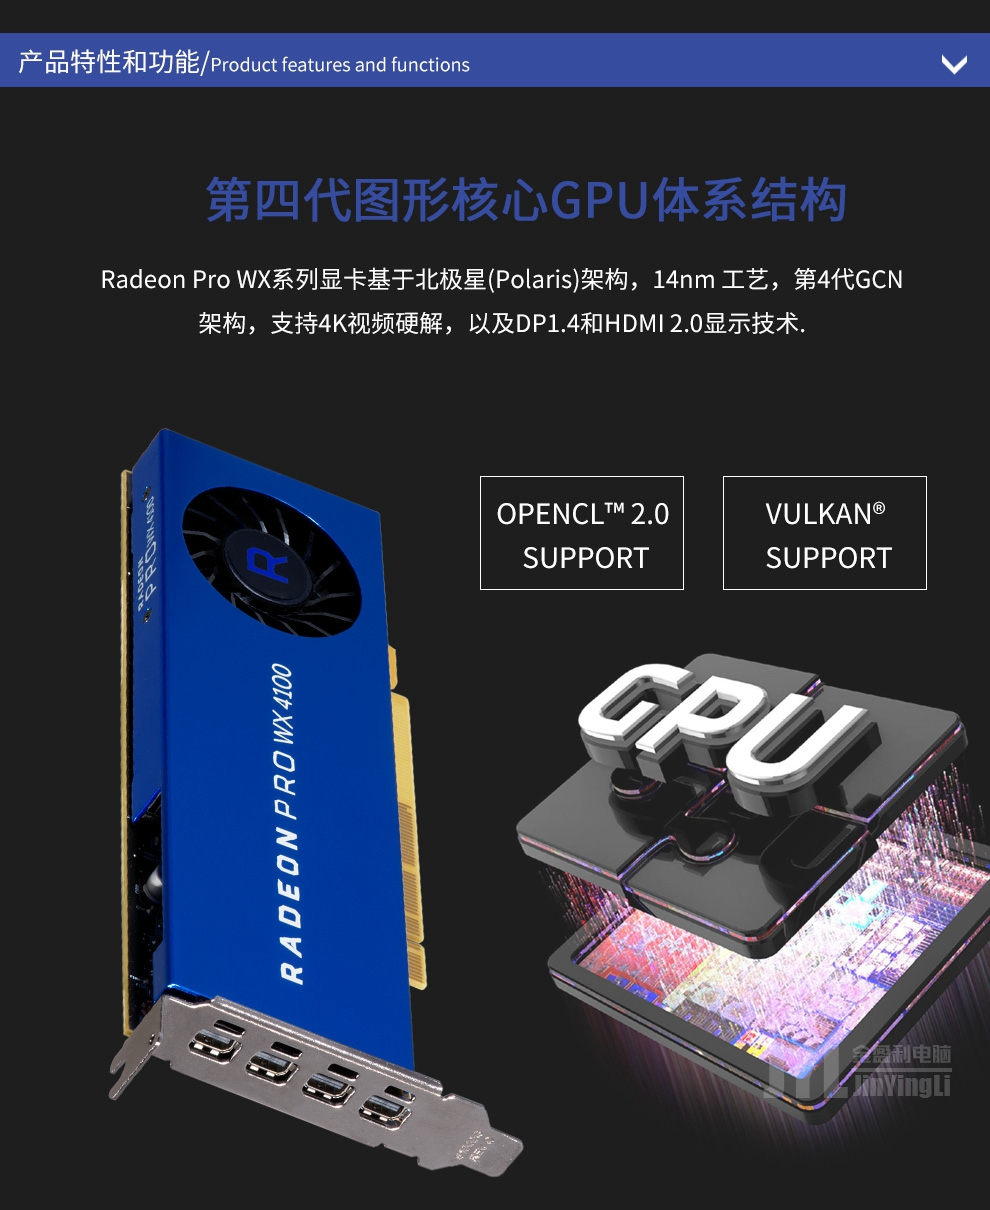 产品特性和功能/Product features and functions
第四代图形核心GPU体系结构
Radeon Pro WX系列显卡基于北极星(Polaris)架构，14nm 工艺，第4代GCN
架构，支持4K视频硬解，以及DP1.4和HDMI 2.0显示技术.
OPENCL™ 2.0
SUPPORT
VULKAN®
SUPPORT
RADEON
PRO WX 4100
R
RADEON PRO WX 4100
GPU
金盈利电脑
JinYingLi